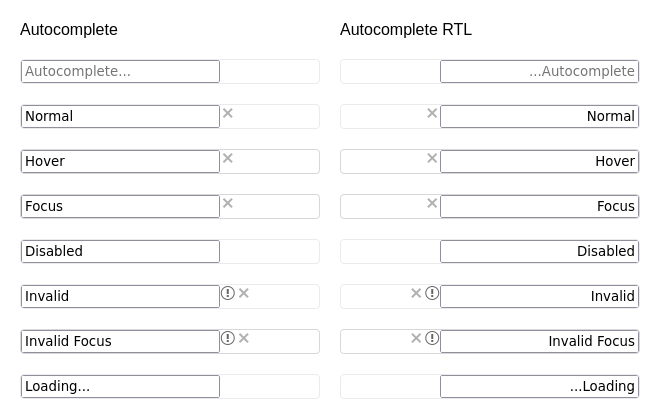 Autocomplete
Autocomplete RTL
Autocomplete...
...Autocomplete
Normal
Normal
Hover
Hover
Focus
Focus
Disabled
Disabled
Invalid
Invalid
Invalid Focus
Invalid Focus
Loading...
...Loading